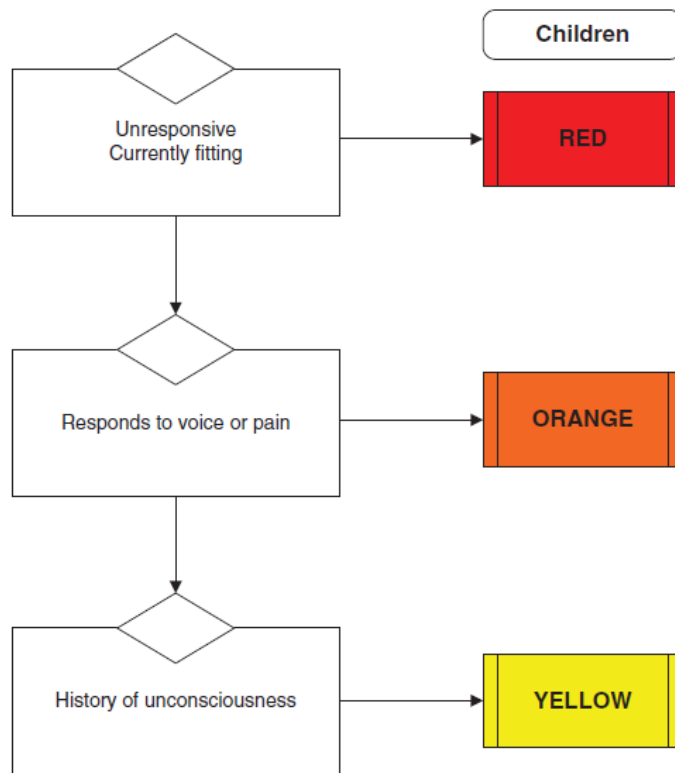 Children
Unresponsive
Currently fitting
RED
Responds to voice or pain
ORANGE
History of unconsciousness
YELLOW